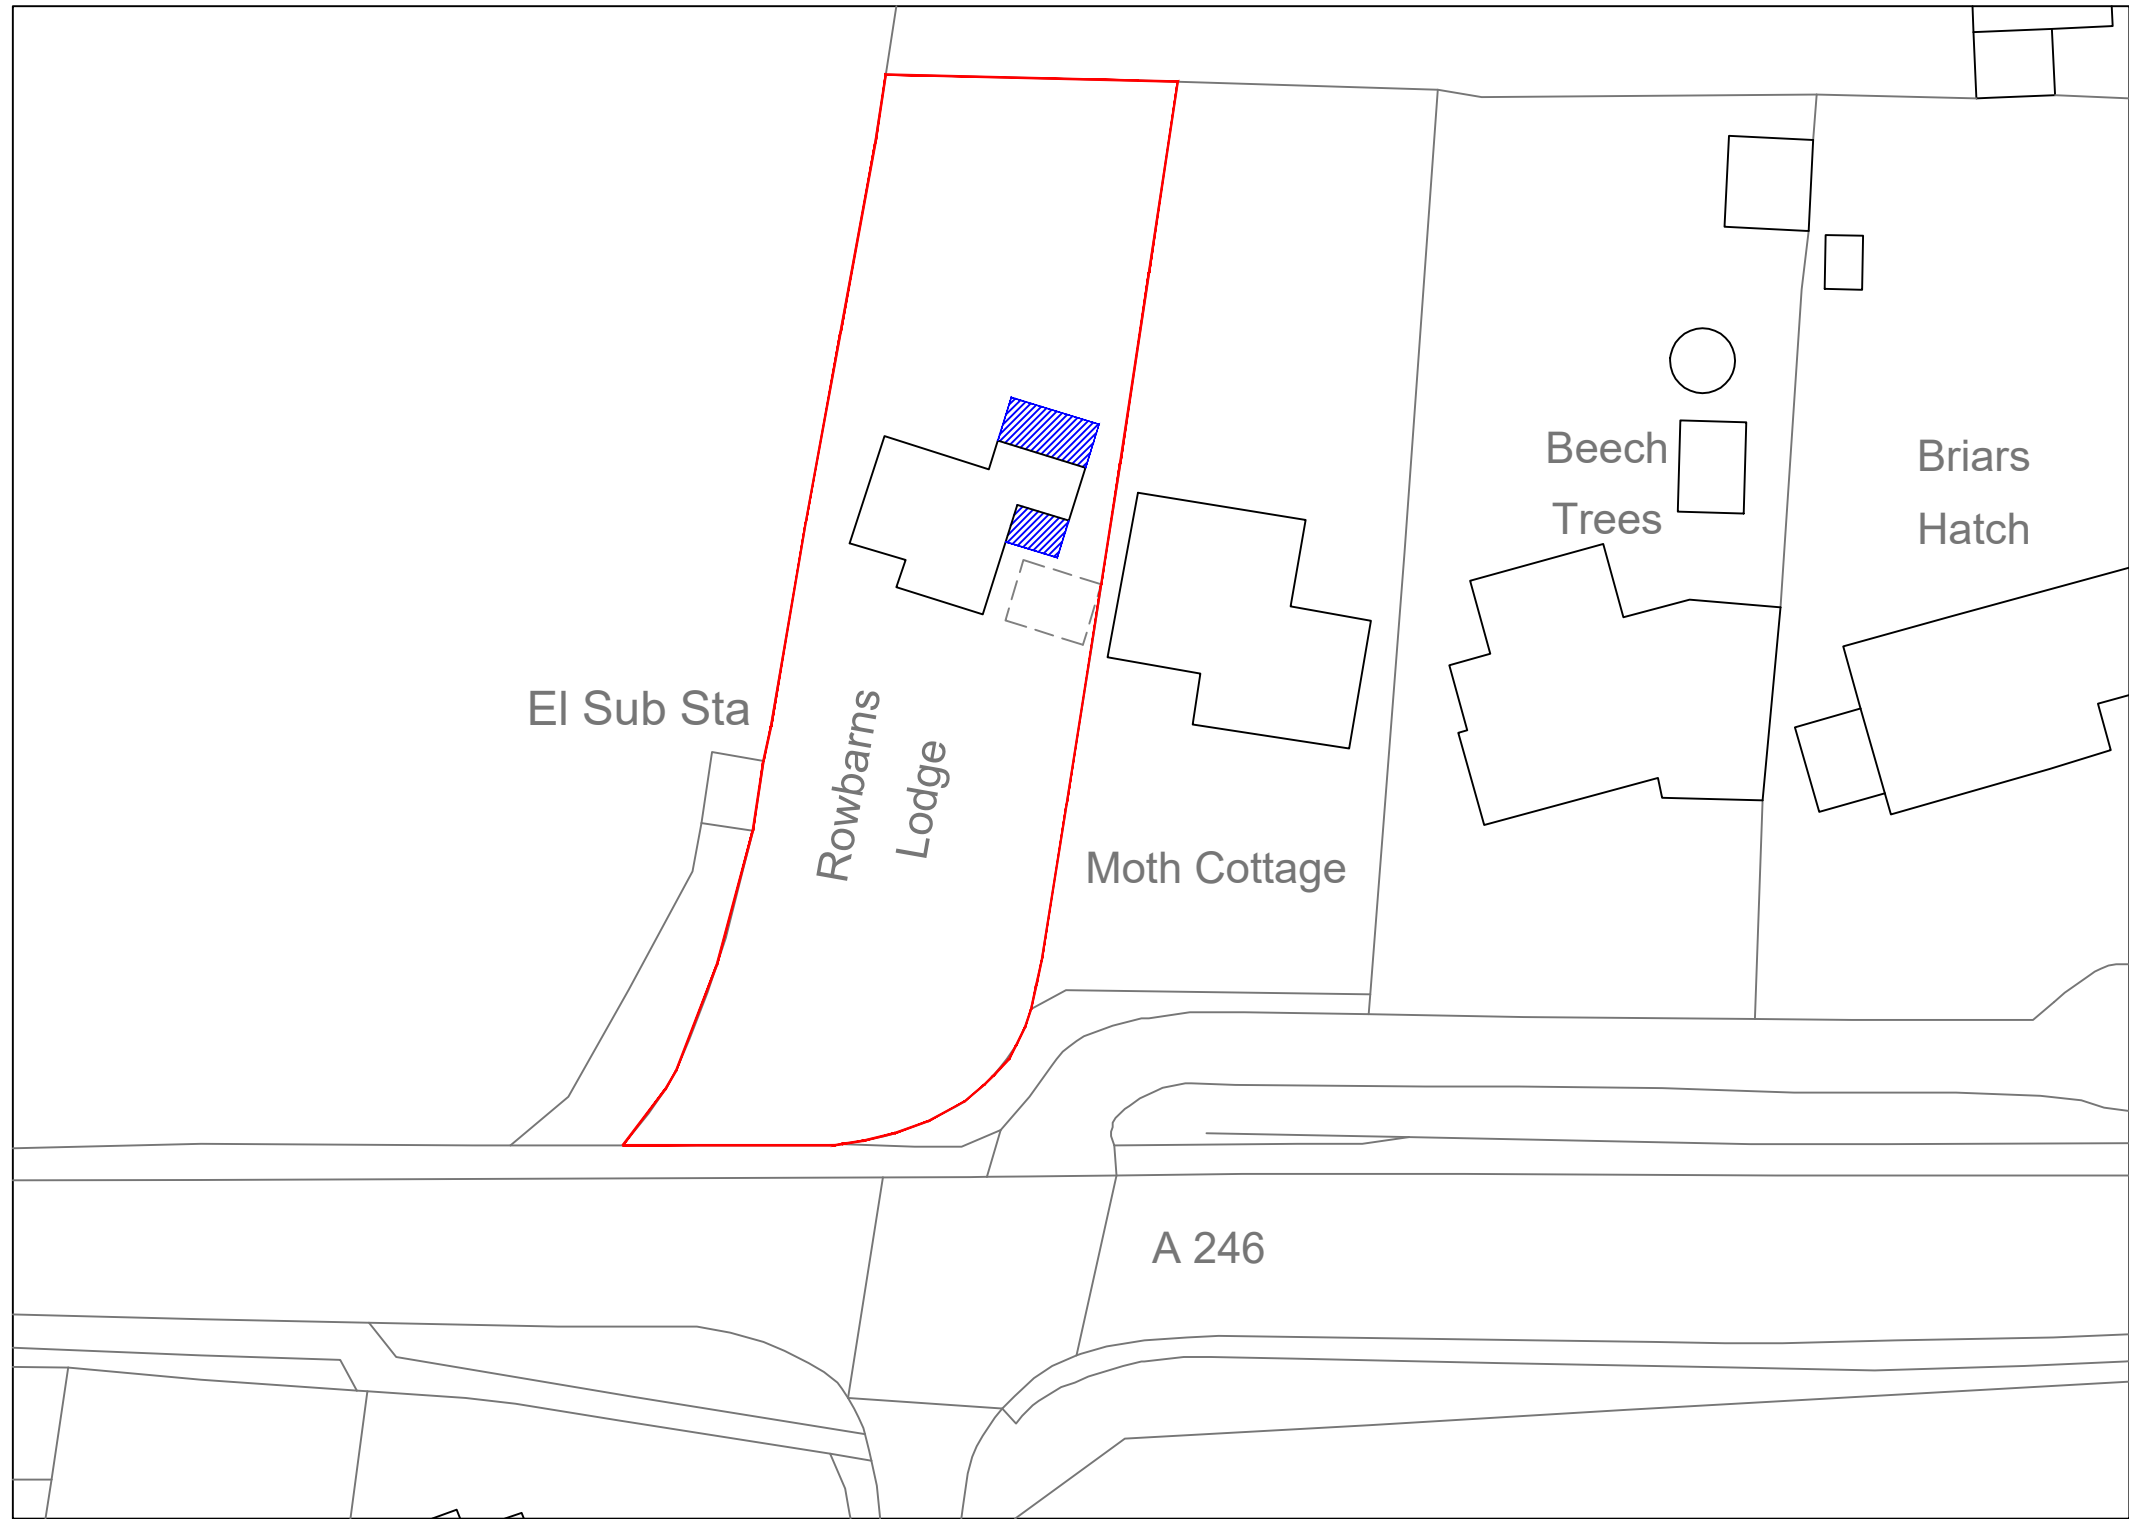 Beech
Trees
Briars
Hatch
El Sub Sta
Rowbarns
Lodge
Moth Cottage
A 246